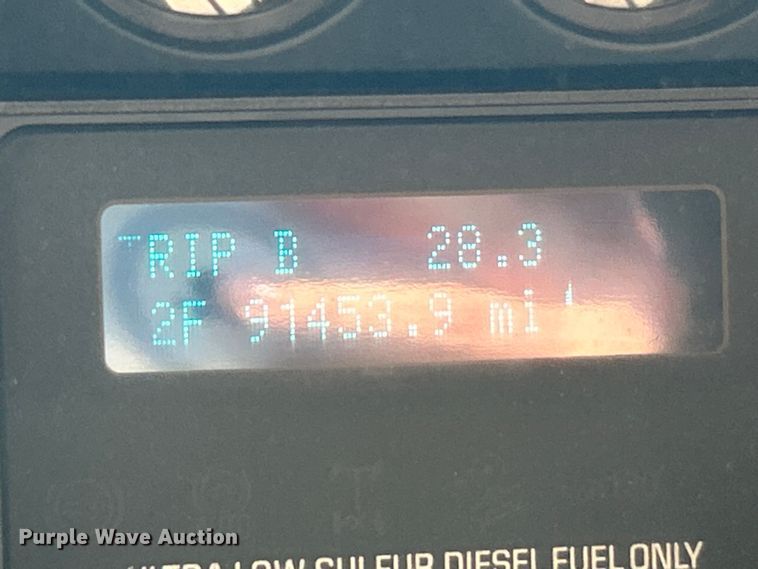 TRIP B 28.3
2F 91453.9 mi
Purple Wave Auction
ULTRA LOW SULFUR DIESEL FUEL ONLY